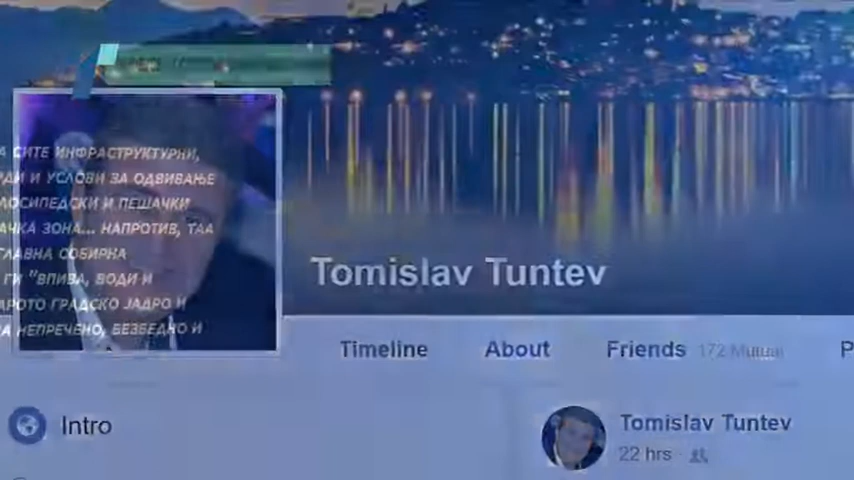 А СИТЕ ИНФРАСТРУКТУРНИ,
ДИ И УСЛОВИ ЗА ОДВИВАЊЕ
ЛОСИПЕДСКИ И ПЕШАЧКИ
АЧКА ЗОНА... НАПРОТИВ, ТАА
ГЛАВНА СОБИРНА
ГИ "ВПИВА, ВОДИ И
АРОТО ГРАДСКО ЈАДРО И
НЕПРЕЧЕНО, БЕЗБЕДНО И
Tomislav Tuntev
Timeline About Friends 172 Mutual P
Intro
Tomislav Tuntev
22 hrs